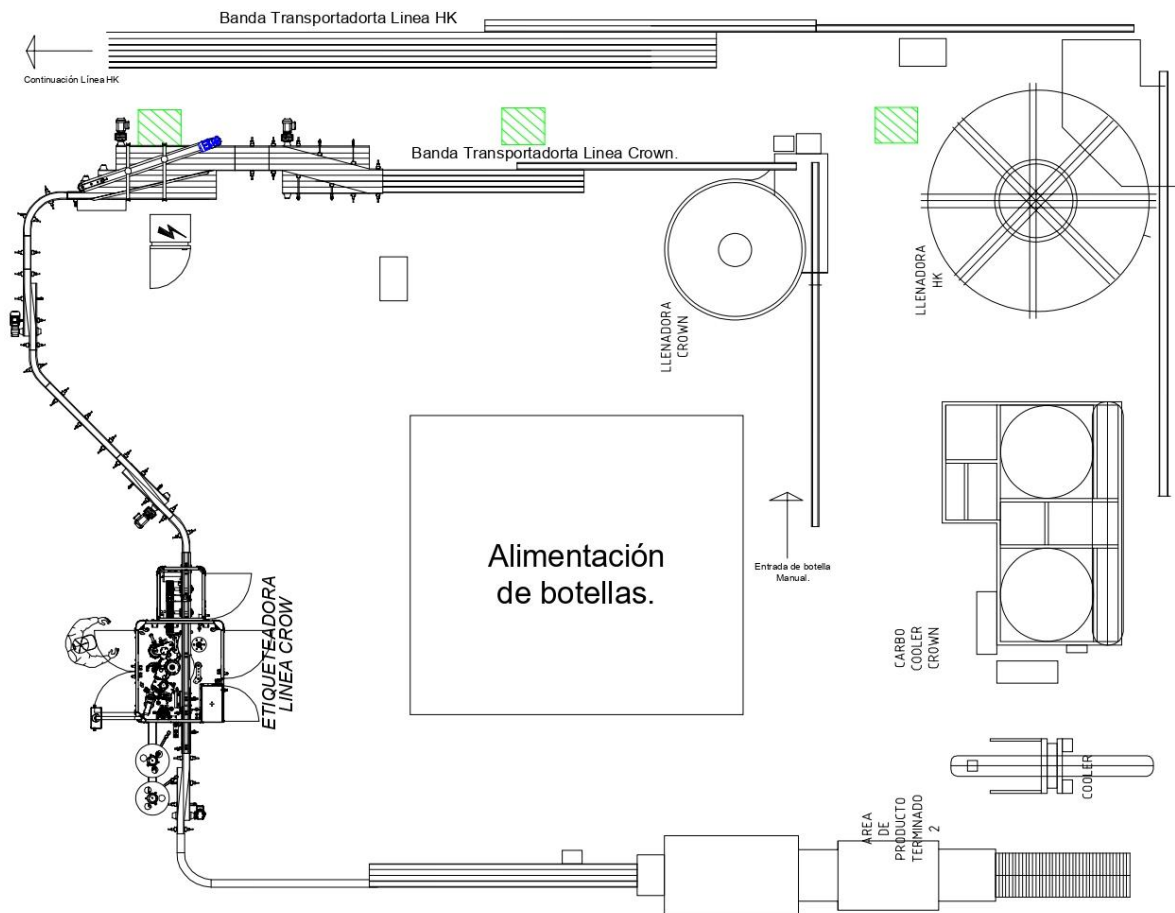 Banda Transportadorta Linea HK
Continuación Línea HK
Banda Transportadorta Linea Crown.
LLENADORA
CROWN
LLENADORA
HK
Alimentación
de botellas.
Entrada de botella
Manual.
ETIQUETEADORA
LINEA CROW
CARBO
COOLER
CROWN
COOLER
AREA
DE
PRODUCTO
TERMINADO
2